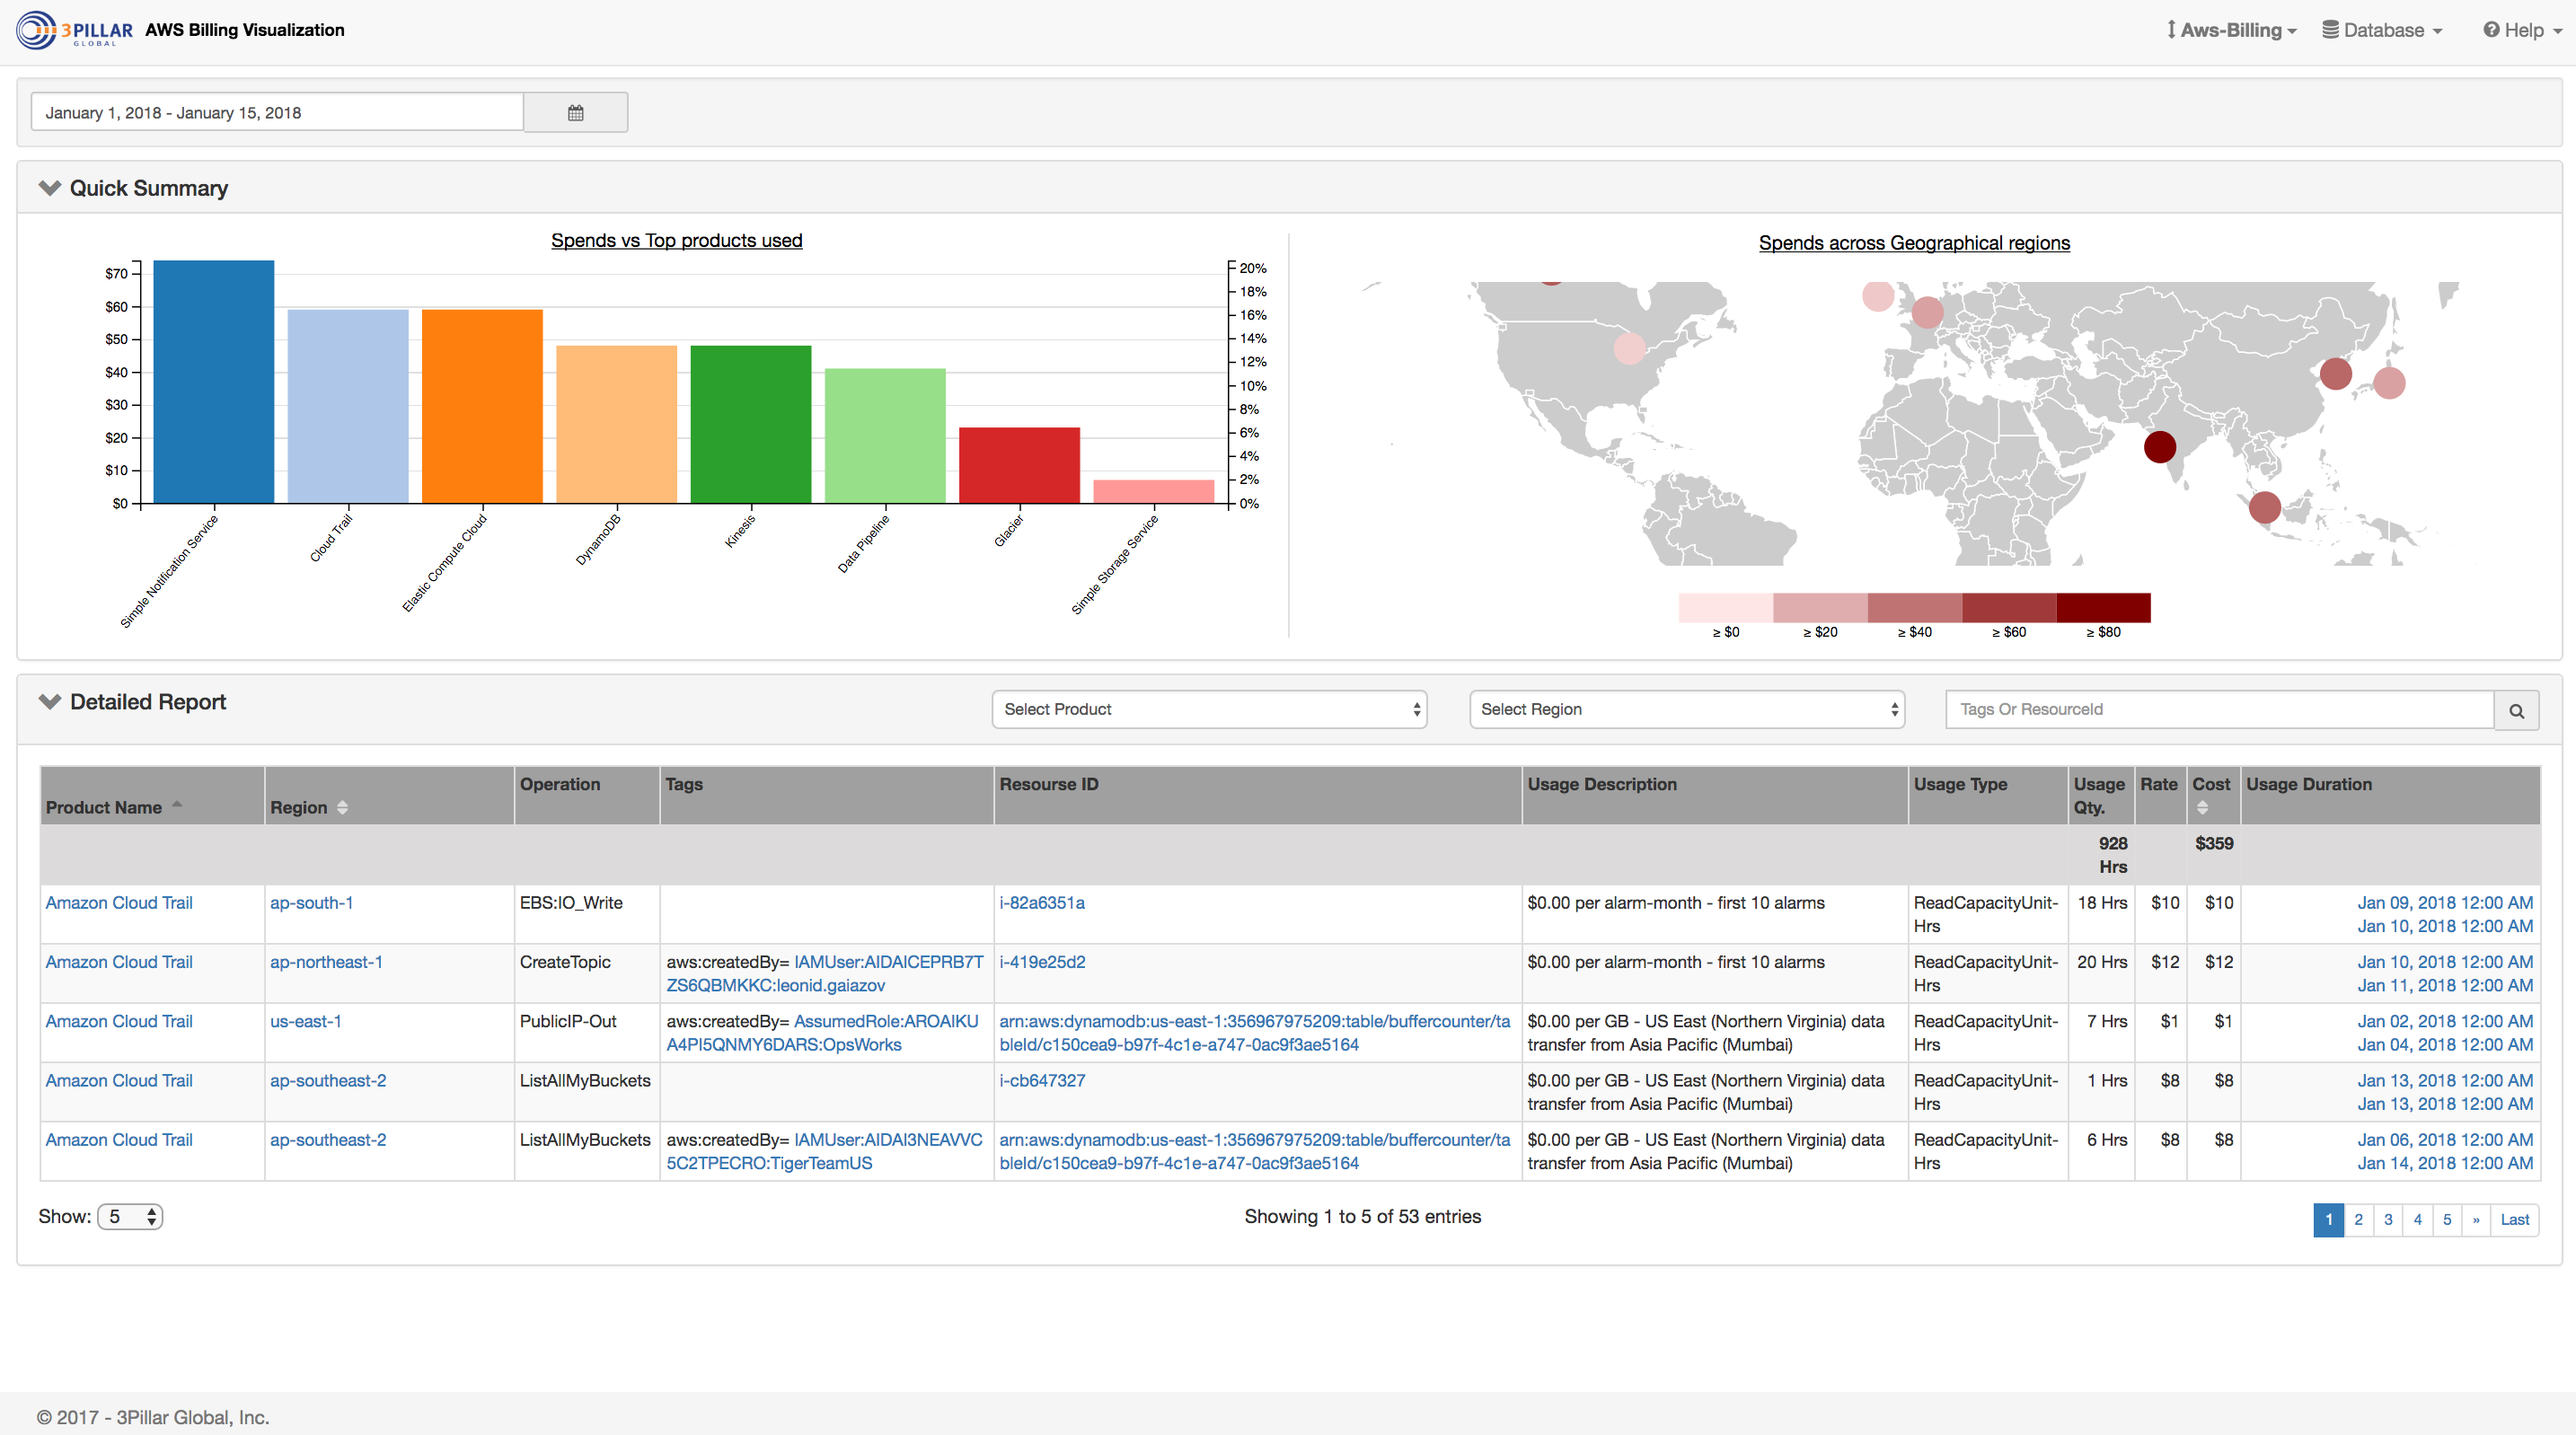 3PILLAR GLOBAL AWS Billing Visualization
Aws-Billing Database Help
January 1, 2018 - January 15, 2018
Quick Summary
Spends vs Top products used
$70
$60
$50
$40
$30
$20
$10
$0
20%
18%
16%
14%
12%
10%
8%
6%
4%
2%
0%
Simple Notification Service
Cloud Trail
Elastic Compute Cloud
DynamoDB
Kinesis
Data Pipeline
Glacier
Simple Storage Service
Spends across Geographical regions
≥ $0 ≥ $20 ≥ $40 ≥ $60 ≥ $80
Detailed Report
Select Product
Select Region
Tags Or ResourceId
Product Name Region Operation Tags Resourse ID Usage Description Usage Type Usage Qty. Rate Cost Usage Duration
928 Hrs $359
Amazon Cloud Trail ap-south-1 EBS:IO_Write i-82a6351a $0.00 per alarm-month - first 10 alarms ReadCapacityUnit- 18 Hrs $10 $10 Jan 09, 2018 12:00 AM
Hrs Jan 10, 2018 12:00 AM
Amazon Cloud Trail ap-northeast-1 CreateTopic aws:createdBy= IAMUser:AIDAICEPRB7T i-419e25d2 $0.00 per alarm-month - first 10 alarms ReadCapacityUnit- 20 Hrs $12 $12 Jan 10, 2018 12:00 AM
ZS6QBMKKC:leonid.gaiazov Hrs Jan 11, 2018 12:00 AM
Amazon Cloud Trail us-east-1 PublicIP-Out aws:createdBy= AssumedRole:AROAIKU arn:aws:dynamodb:us-east-1:356967975209:table/buffercounter/ta $0.00 per GB - US East (Northern Virginia) data ReadCapacityUnit- 7 Hrs $1 $1 Jan 02, 2018 12:00 AM
A4PI5QNMY6DARS:OpsWorks bleId/c150cea9-b97f-4c1e-a747-0ac9f3ae5164 transfer from Asia Pacific (Mumbai) Hrs Jan 04, 2018 12:00 AM
Amazon Cloud Trail ap-southeast-2 ListAllMyBuckets i-cb647327 $0.00 per GB - US East (Northern Virginia) data ReadCapacityUnit- 1 Hrs $8 $8 Jan 13, 2018 12:00 AM
transfer from Asia Pacific (Mumbai) Hrs Jan 13, 2018 12:00 AM
Amazon Cloud Trail ap-southeast-2 ListAllMyBuckets aws:createdBy= IAMUser:AIDAI3NEAVVC arn:aws:dynamodb:us-east-1:356967975209:table/buffercounter/ta $0.00 per GB - US East (Northern Virginia) data ReadCapacityUnit- 6 Hrs $8 $8 Jan 06, 2018 12:00 AM
5C2TPECRO:TigerTeamUS bleId/c150cea9-b97f-4c1e-a747-0ac9f3ae5164 transfer from Asia Pacific (Mumbai) Hrs Jan 14, 2018 12:00 AM
Show: 5 Showing 1 to 5 of 53 entries 1 2 3 4 5 » Last
© 2017 - 3Pillar Global, Inc.